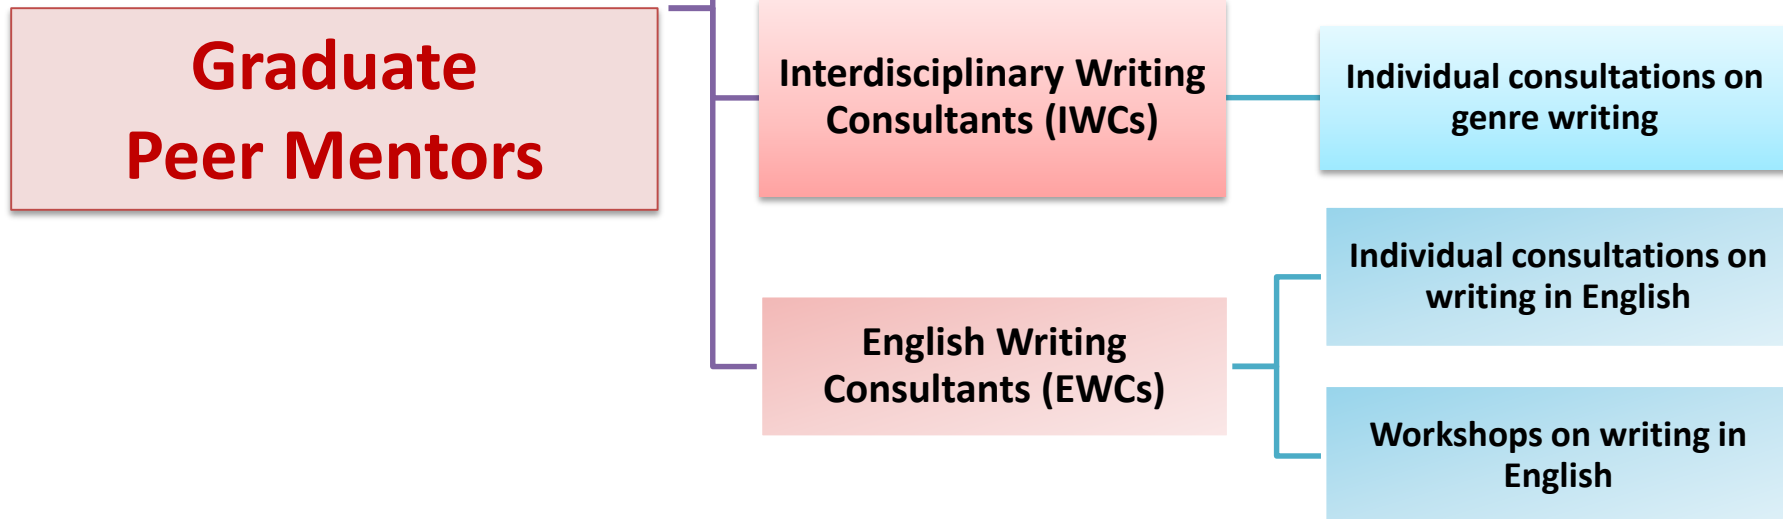 Graduate
Peer Mentors
Interdisciplinary Writing
Consultants (IWCs)
Individual consultations on
genre writing
English Writing
Consultants (EWCs)
Individual consultations on
writing in English
Workshops on writing in
English